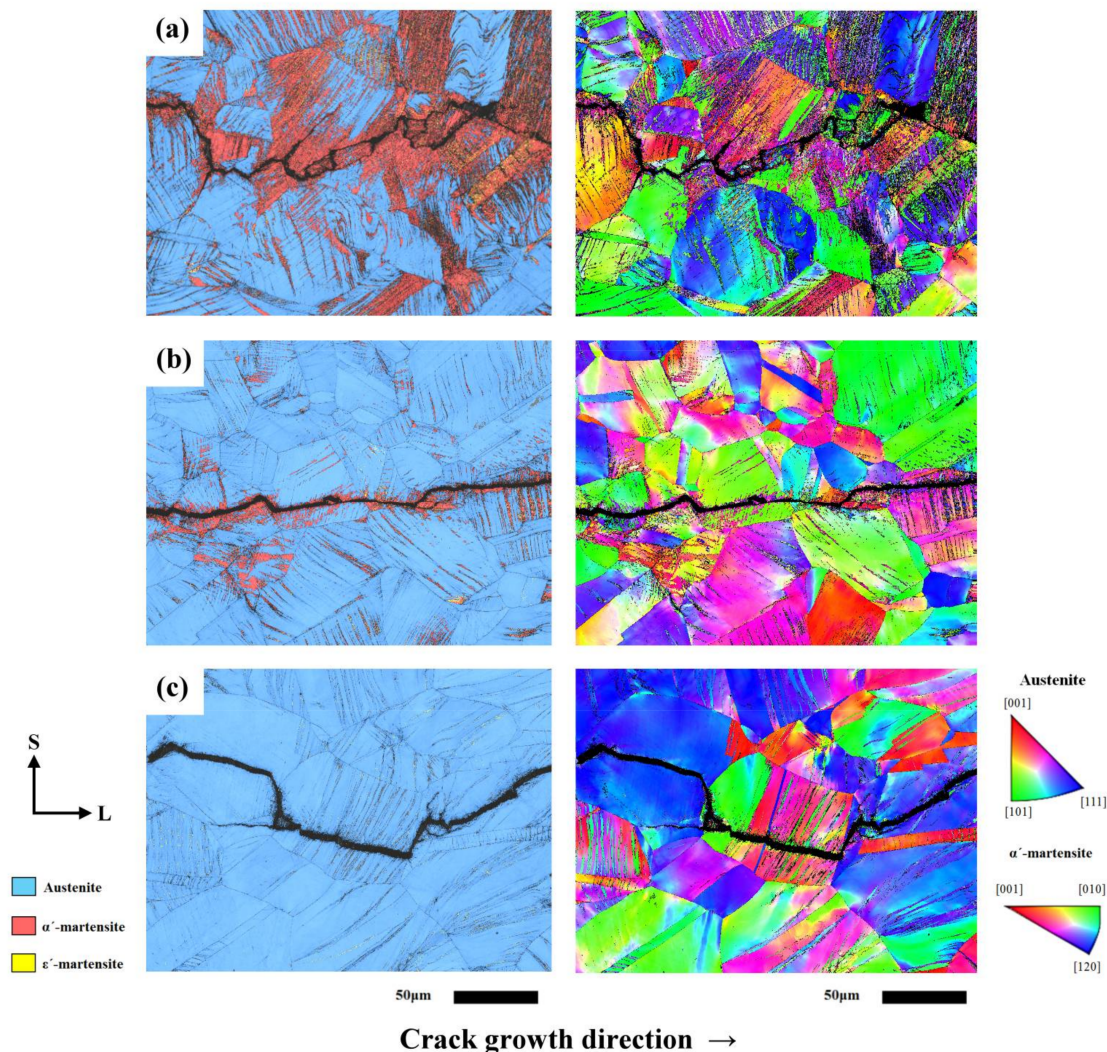 (a)
(b)
(c)
S
L
Austenite
α´-martensite
ε´-martensite
Austenite
[001]
[101]
[111]
α´-martensite
[001]
[010]
[120]
50μm
50μm
Crack growth direction →